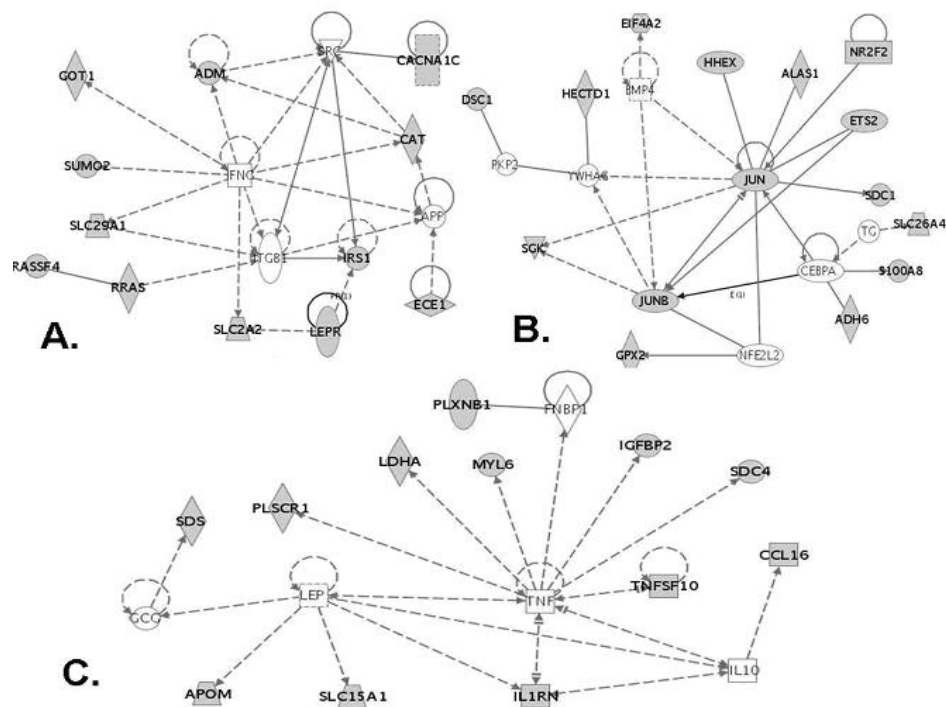 A.
GOT1
ADM
SRC
CACNA1C
SUMO2
IFNG
CAT
SLC29A1
ITGB1
IRS1
APP
RASSF4
RRAS
SLC2A2
LEPR
ECE1
B.
EIF4A2
BMP4
HHEX
ALAS1
NR2F2
DSC1
HECTD1
ETS2
PKP2
YWHAG
JUN
SDC1
SLC26A4
TG
SGK
CEBPA
S100A8
JUNB
E (1)
ADH6
GPX2
NFE2L2
C.
PLXNB1
FNBP1
LDHA
MYL6
IGFBP2
SDC4
PLSCR1
SDS
CCL16
TNFSF10
LEP
TNF
GCG
IL10
APOM
SLC15A1
IL1RN